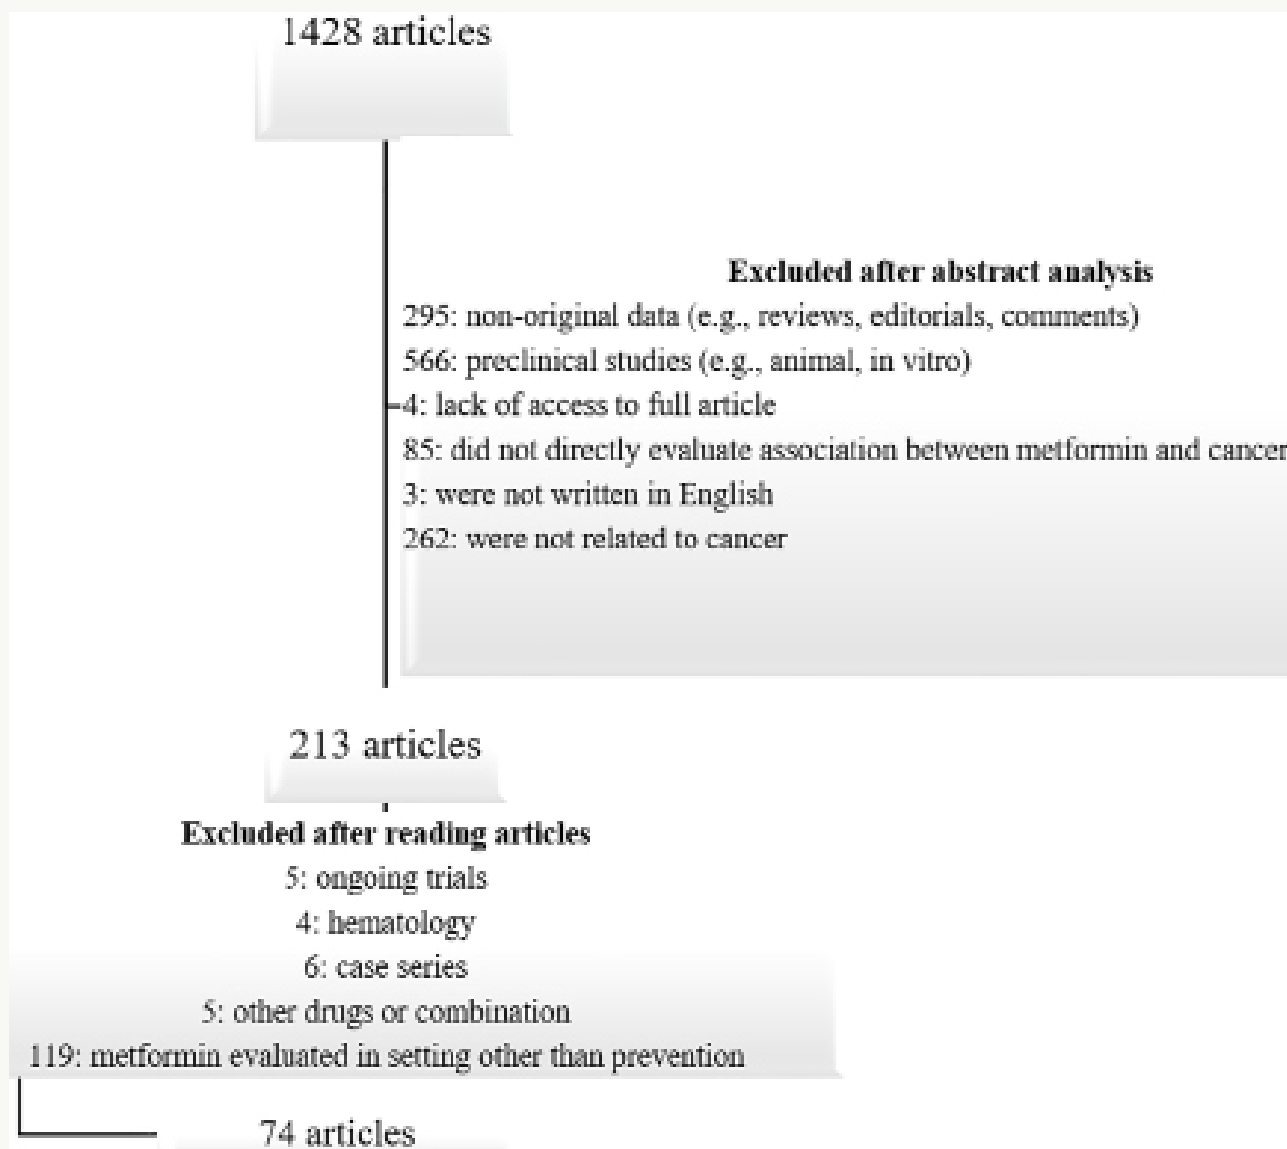 1428 articles
Excluded after abstract analysis
295: non-original data (e.g., reviews, editorials, comments)
566: preclinical studies (e.g., animal, in vitro)
4: lack of access to full article
85: did not directly evaluate association between metformin and cancer
3: were not written in English
262: were not related to cancer
213 articles
Excluded after reading articles
5: ongoing trials
4: hematology
6: case series
5: other drugs or combination
119: metformin evaluated in setting other than prevention
74 articles